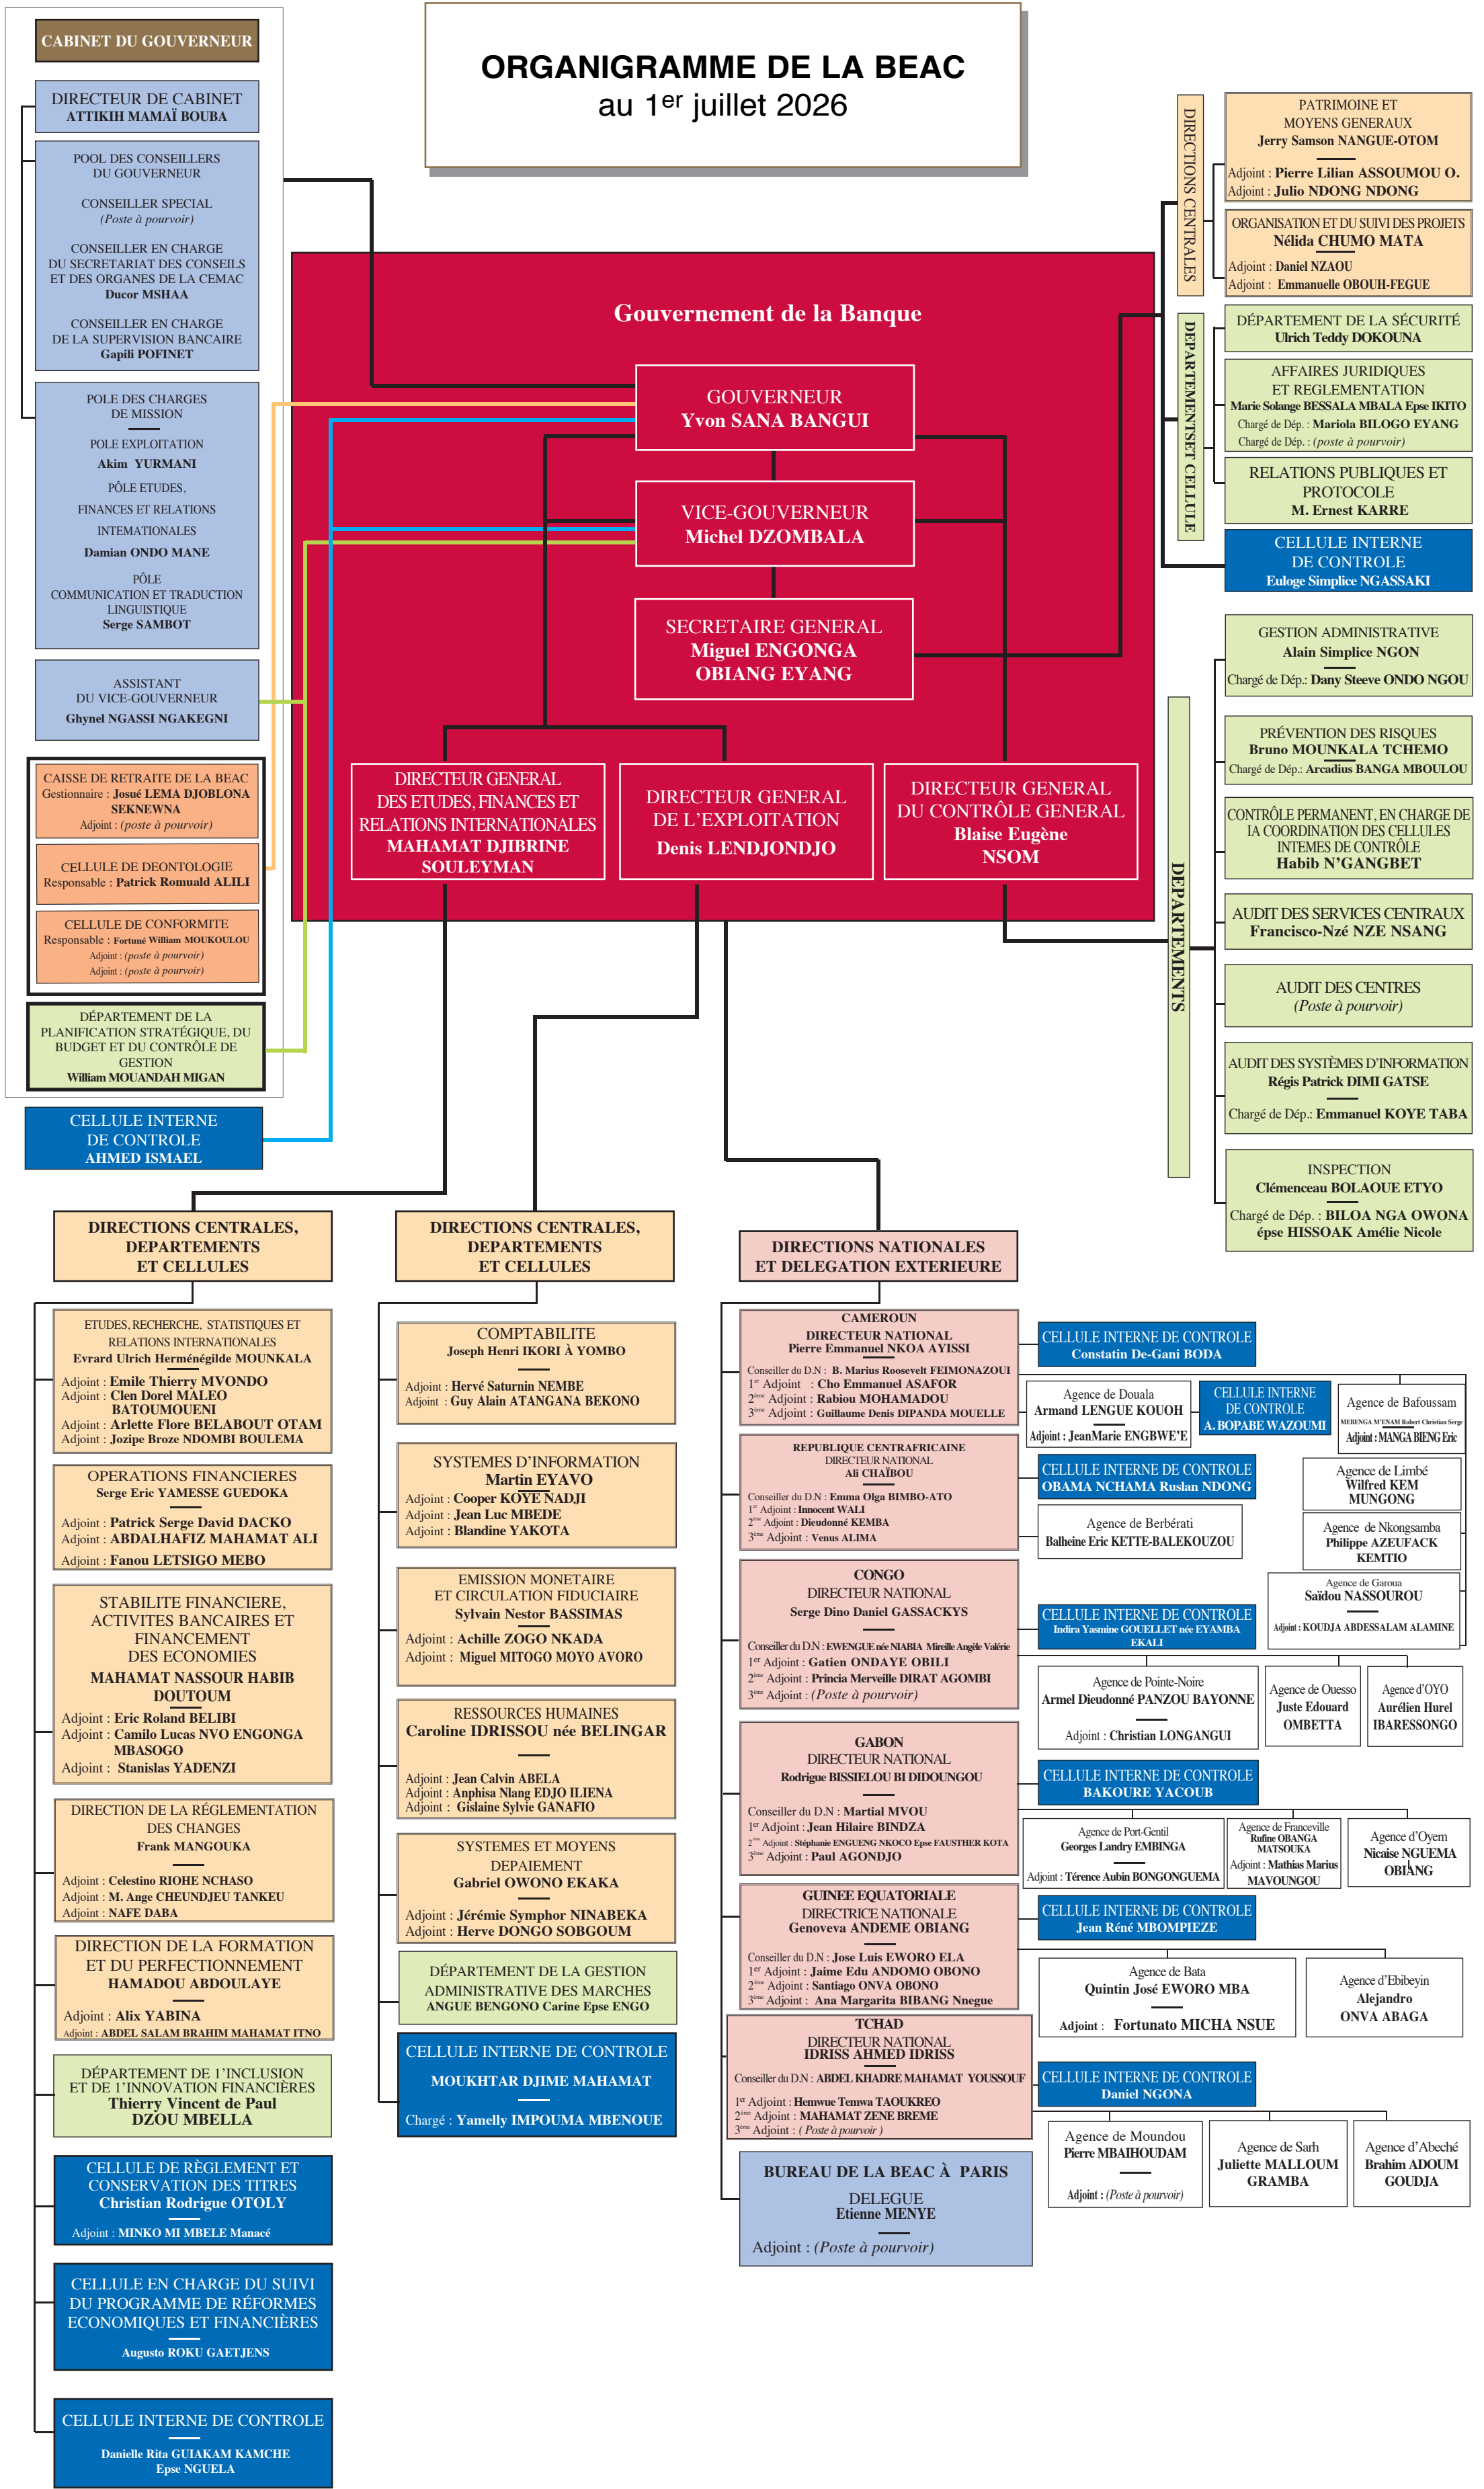 ORGANIGRAMME DE LA BEAC
au 1er juillet 2026
CABINET DU GOUVERNEUR
DIRECTEUR DE CABINET
ATTIKIH MAMAÏ BOUBA
POOL DES CONSEILLERS
DU GOUVERNEUR
CONSEILLER SPECIAL
(Poste à pourvoir)
CONSEILLER EN CHARGE
DU SECRETARIAT DES CONSEILS
ET DES ORGANES DE LA CEMAC
Ducor MSHAA
CONSEILLER EN CHARGE
DE LA SUPERVISION BANCAIRE
Gapili POFINET
POLE DES CHARGES
DE MISSION
POLE EXPLOITATION
Akim YURMANI
PÔLE ETUDES,
FINANCES ET RELATIONS
INTEMATIONALES
Damian ONDO MANE
PÔLE
COMMUNICATION ET TRADUCTION
LINGUISTIQUE
Serge SAMBOT
ASSISTANT
DU VICE-GOUVERNEUR
Ghynel NGASSI NGAKEGNI
CAISSE DE RETRAITE DE LA BEAC
Gestionnaire : Josué LEMA DJOBLONA
SEKNEWNA
Adjoint : (poste à pourvoir)
CELLULE DE DEONTOLOGIE
Responsable : Patrick Romuald ALILI
CELLULE DE CONFORMITE
Responsable : Fortuné William MOUKOULOU
Adjoint : (poste à pourvoir)
Adjoint : (poste à pourvoir)
DÉPARTEMENT DE LA
PLANIFICATION STRATÉGIQUE, DU
BUDGET ET DU CONTRÔLE DE
GESTION
William MOUANDAH MIGAN
CELLULE INTERNE
DE CONTROLE
AHMED ISMAEL
Gouvernement de la Banque
GOUVERNEUR
Yvon SANA BANGUI
VICE-GOUVERNEUR
Michel DZOMBALA
SECRETAIRE GENERAL
Miguel ENGONGA
OBIANG EYANG
DIRECTEUR GENERAL
DES ETUDES, FINANCES ET
RELATIONS INTERNATIONALES
MAHAMAT DJIBRINE
SOULEYMAN
DIRECTEUR GENERAL
DE L'EXPLOITATION
Denis LENDJONDJO
DIRECTEUR GENERAL
DU CONTRÔLE GENERAL
Blaise Eugène
NSOM
DIRECTIONS CENTRALES
PATRIMOINE ET
MOYENS GENERAUX
Jerry Samson NANGUE-OTOM
Adjoint : Pierre Lilian ASSOUMOU O.
Adjoint : Julio NDONG NDONG
ORGANISATION ET DU SUIVI DES PROJETS
Nélida CHUMO MATA
Adjoint : Daniel NZAOU
Adjoint : Emmanuelle OBOUH-FEGUE
DEPARTEMENTSET CELLULE
DÉPARTEMENT DE LA SÉCURITÉ
Ulrich Teddy DOKOUNA
AFFAIRES JURIDIQUES
ET REGLEMENTATION
Marie Solange BESSALA MBALA Epse IKITO
Chargé de Dép. : Mariola BILOGO EYANG
Chargé de Dép. : (poste à pourvoir)
RELATIONS PUBLIQUES ET
PROTOCOLE
M. Ernest KARRE
CELLULE INTERNE
DE CONTROLE
Euloge Simplice NGASSAKI
DEPARTEMENTS
GESTION ADMINISTRATIVE
Alain Simplice NGON
Chargé de Dép.: Dany Steeve ONDO NGOU
PRÉVENTION DES RISQUES
Bruno MOUNKALA TCHEMO
Chargé de Dép.: Arcadius BANGA MBOULOU
CONTRÔLE PERMANENT, EN CHARGE DE
IA COORDINATION DES CELLULES
INTEMES DE CONTRÔLE
Habib N'GANGBET
AUDIT DES SERVICES CENTRAUX
Francisco-Nzé NZE NSANG
AUDIT DES CENTRES
(Poste à pourvoir)
AUDIT DES SYSTÈMES D'INFORMATION
Régis Patrick DIMI GATSE
Chargé de Dép.: Emmanuel KOYE TABA
INSPECTION
Clémenceau BOLAOUE ETYO
Chargé de Dép. : BILOA NGA OWONA
épse HISSOAK Amélie Nicole
DIRECTIONS CENTRALES,
DEPARTEMENTS
ET CELLULES
ETUDES, RECHERCHE, STATISTIQUES ET
RELATIONS INTERNATIONALES
Evrard Ulrich Herménégilde MOUNKALA
Adjoint : Emile Thierry MVONDO
Adjoint : Clen Dorel MALEO
BATOUMOUENI
Adjoint : Arlette Flore BELABOUT OTAM
Adjoint : Jozipe Broze NDOMBI BOULEMA
OPERATIONS FINANCIERES
Serge Eric YAMESSE GUEDOKA
Adjoint : Patrick Serge David DACKO
Adjoint : ABDALHAFIZ MAHAMAT ALI
Adjoint : Fanou LETSIGO MEBO
STABILITE FINANCIERE,
ACTIVITES BANCAIRES ET
FINANCEMENT
DES ECONOMIES
MAHAMAT NASSOUR HABIB
DOUTOUM
Adjoint : Eric Roland BELIBI
Adjoint : Camilo Lucas NVO ENGONGA
MBASOGO
Adjoint : Stanislas YADENZI
DIRECTION DE LA RÉGLEMENTATION
DES CHANGES
Frank MANGOUKA
Adjoint : Celestino RIOHE NCHASO
Adjoint : M. Ange CHEUNDJEU TANKEU
Adjoint : NAFE DABA
DIRECTION DE LA FORMATION
ET DU PERFECTIONNEMENT
HAMADOU ABDOULAYE
Adjoint : Alix YABINA
Adjoint : ABDEL SALAM BRAHIM MAHAMAT ITNO
DÉPARTEMENT DE l'INCLUSION
ET DE l'INNOVATION FINANCIÈRES
Thierry Vincent de Paul
DZOU MBELLA
CELLULE DE RÈGLEMENT ET
CONSERVATION DES TITRES
Christian Rodrigue OTOLY
Adjoint : MINKO MI MBELE Manacé
CELLULE EN CHARGE DU SUIVI
DU PROGRAMME DE RÉFORMES
ECONOMIQUES ET FINANCIÈRES
Augusto ROKU GAETJENS
CELLULE INTERNE DE CONTROLE
Danielle Rita GUIAKAM KAMCHE
Epse NGUELA
DIRECTIONS CENTRALES,
DEPARTEMENTS
ET CELLULES
COMPTABILITE
Joseph Henri IKORI À YOMBO
Adjoint : Hervé Saturnin NEMBE
Adjoint : Guy Alain ATANGANA BEKONO
SYSTEMES D'INFORMATION
Martin EYAVO
Adjoint : Cooper KOYE NADJI
Adjoint : Jean Luc MBEDE
Adjoint : Blandine YAKOTA
EMISSION MONETAIRE
ET CIRCULATION FIDUCIAIRE
Sylvain Nestor BASSIMAS
Adjoint : Achille ZOGO NKADA
Adjoint : Miguel MITOGO MOYO AVORO
RESSOURCES HUMAINES
Caroline IDRISSOU née BELINGAR
Adjoint : Jean Calvin ABELA
Adjoint : Anphisa Nlang EDJO ILIENA
Adjoint : Gislaine Sylvie GANAFIO
SYSTEMES ET MOYENS
DEPAIEMENT
Gabriel OWONO EKAKA
Adjoint : Jérémie Symphor NINABEKA
Adjoint : Herve DONGO SOBGOUM
DÉPARTEMENT DE LA GESTION
ADMINISTRATIVE DES MARCHES
ANGUE BENGONO Carine Epse ENGO
CELLULE INTERNE DE CONTROLE
MOUKHTAR DJIME MAHAMAT
Chargé : Yamelly IMPOUMA MBENOUE
DIRECTIONS NATIONALES
ET DELEGATION EXTERIEURE
CAMEROUN
DIRECTEUR NATIONAL
Pierre Emmanuel NKOA AYISSI
Conseiller du D.N : B. Marius Roosevelt FEIMONAZOUI
1er Adjoint : Cho Emmanuel ASAFOR
2ème Adjoint : Rabiou MOHAMADOU
3ème Adjoint : Guillaume Denis DIPANDA MOUELLE
CELLULE INTERNE DE CONTROLE
Constatin De-Gani BODA
Agence de Douala
Armand LENGUE KOUOH
Adjoint : JeanMarie ENGBWE'E
CELLULE INTERNE
DE CONTROLE
A. BOPABE WAZOUMI
Agence de Bafoussam
MEBENGA M'ENAM Robert Christian Serge
Adjoint : MANGA BIENG Eric
Agence de Limbé
Wilfred KEM
MUNGONG
Agence de Nkongsamba
Philippe AZEUFACK
KEMTIO
Agence de Garoua
Saïdou NASSOUROU
Adjoint : KOUDJA ABDESSALAM ALAMINE
REPUBLIQUE CENTRAFRICAINE
DIRECTEUR NATIONAL
Ali CHAÏBOU
Conseiller du D.N : Emma Olga BIMBO-ATO
1er Adjoint : Innocent WALI
2ème Adjoint : Dieudonné KEMBA
3ème Adjoint : Venus ALIMA
CELLULE INTERNE DE CONTROLE
OBAMA NCHAMA Ruslan NDONG
Agence de Berbérati
Balheine Eric KETTE-BALEKOUZOU
CONGO
DIRECTEUR NATIONAL
Serge Dino Daniel GASSACKYS
Conseiller du D.N : EWENGUE née NIABIA Mireille Angèle Valérie
1er Adjoint : Gatien ONDAYE OBILI
2ème Adjoint : Princia Merveille DIRAT AGOMBI
3ème Adjoint : (Poste à pourvoir)
CELLULE INTERNE DE CONTROLE
Indira Yasmine GOUELLET née EYAMBA
EKALI
Agence de Pointe-Noire
Armel Dieudonné PANZOU BAYONNE
Adjoint : Christian LONGANGUI
Agence de Ouesso
Juste Edouard
OMBETTA
Agence d'OYO
Aurélien Hurel
IBARESSONGO
GABON
DIRECTEUR NATIONAL
Rodrigue BISSIELOU BI DIDOUNGOU
Conseiller du D.N : Martial MVOU
1er Adjoint : Jean Hilaire BINDZA
2ème Adjoint : Stéphanie ENGUENG NKOCO Epse FAUSTHER KOTA
3ème Adjoint : Paul AGONDJO
CELLULE INTERNE DE CONTROLE
BAKOURE YACOUB
Agence de Port-Gentil
Georges Landry EMBINGA
Adjoint : Térence Aubin BONGONGUEMA
Agence de Franceville
Rufine OBANGA
MATSOUKA
Adjoint : Mathias Marius
MAVOUNGOU
Agence d'Oyem
Nicaise NGUEMA
OBIANG
GUINEE EQUATORIALE
DIRECTRICE NATIONALE
Genoveva ANDEME OBIANG
Conseiller du D.N : Jose Luis EWORO ELA
1er Adjoint : Jaime Edu ANDOMO OBONO
2ème Adjoint : Santiago ONVA OBONO
3ème Adjoint : Ana Margarita BIBANG Nnegue
CELLULE INTERNE DE CONTROLE
Jean Réné MBOMPIEZE
Agence de Bata
Quintin José EWORO MBA
Adjoint : Fortunato MICHA NSUE
Agence d'Ebibeyin
Alejandro
ONVA ABAGA
TCHAD
DIRECTEUR NATIONAL
IDRISS AHMED IDRISS
Conseiller du D.N : ABDEL KHADRE MAHAMAT YOUSSOUF
1er Adjoint : Hemwue Temwa TAOUKREO
2ème Adjoint : MAHAMAT ZENE BREME
3ème Adjoint : ( Poste à pourvoir )
CELLULE INTERNE DE CONTROLE
Daniel NGONA
Agence de Moundou
Pierre MBAIHOUDAM
Adjoint : (Poste à pourvoir)
Agence de Sarh
Juliette MALLOUM
GRAMBA
Agence d'Abeché
Brahim ADOUM
GOUDJA
BUREAU DE LA BEAC À PARIS
DELEGUE
Etienne MENYE
Adjoint : (Poste à pourvoir)